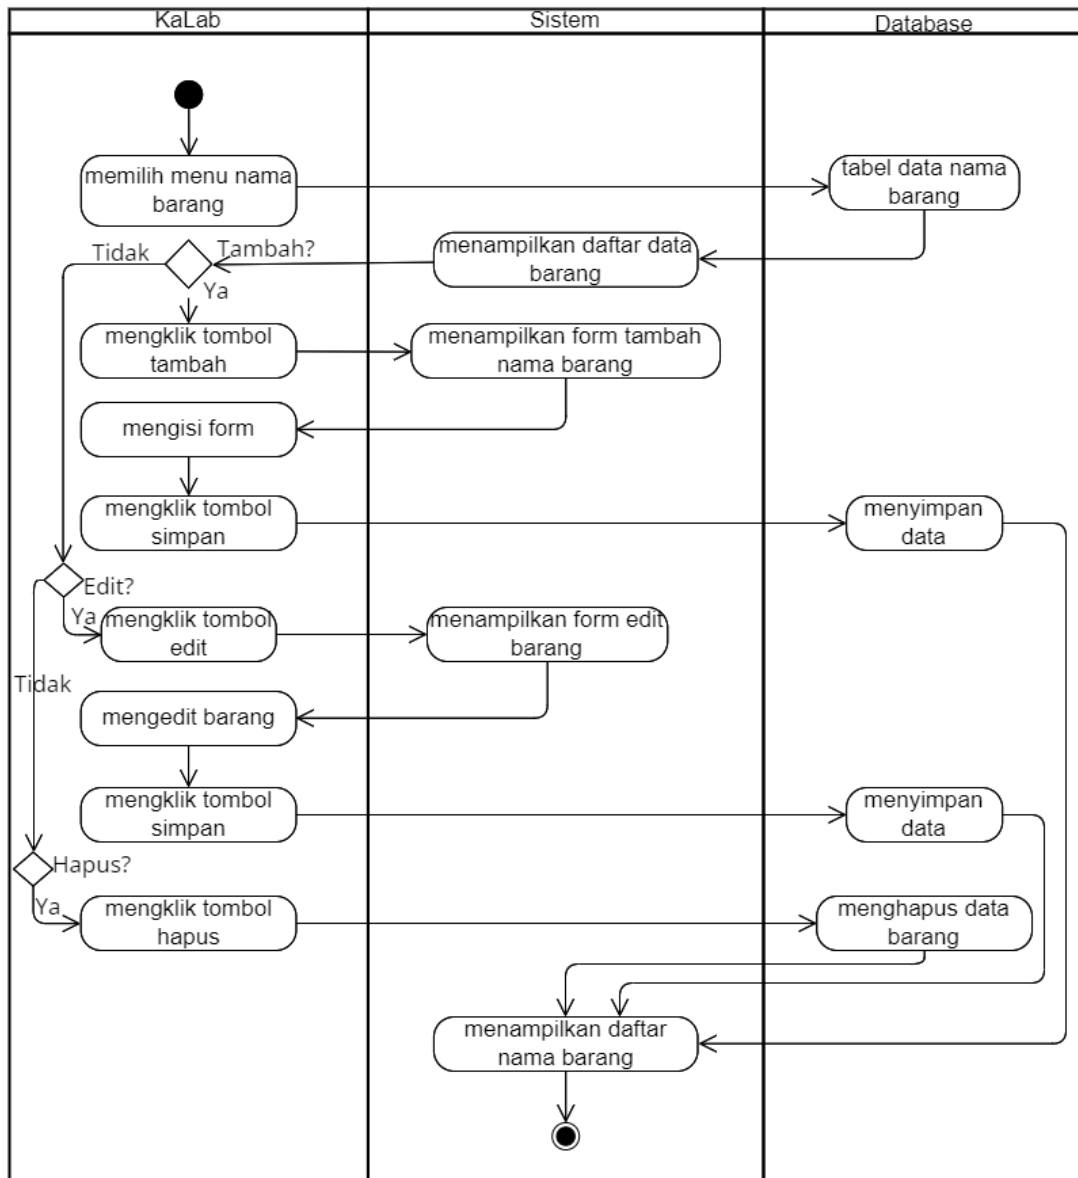 KaLab
Sistem
Database
memilih menu nama
barang
tabel data nama
barang
Tidak
Tambah?
menampilkan daftar data
barang
Ya
mengklik tombol
tambah
menampilkan form tambah
nama barang
mengisi form
mengklik tombol
simpan
menyimpan
data
Edit?
Ya
mengklik tombol
edit
menampilkan form edit
barang
Tidak
mengedit barang
mengklik tombol
simpan
menyimpan
data
Hapus?
Ya
mengklik tombol
hapus
menghapus data
barang
menampilkan daftar
nama barang